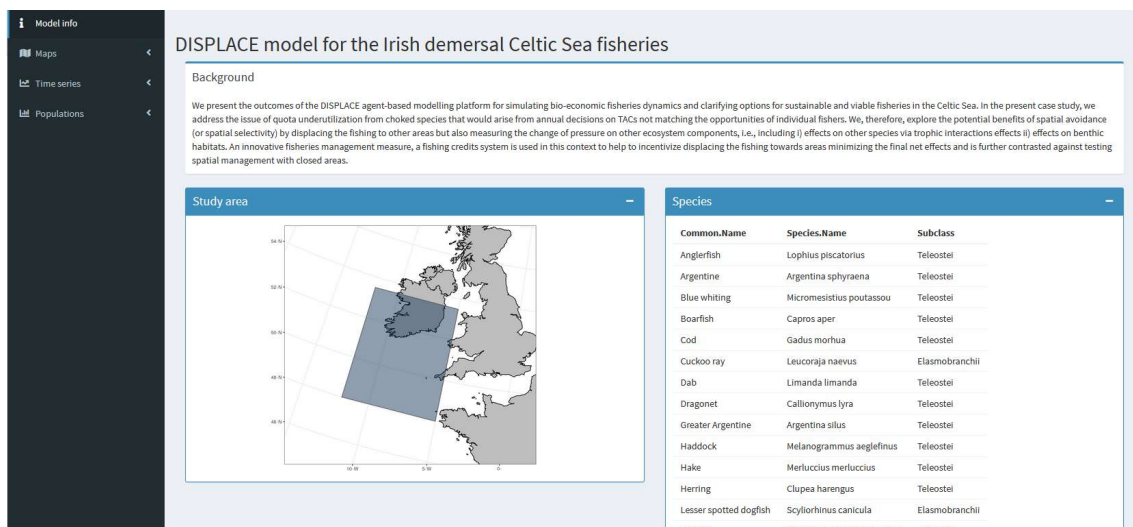 Model info
Maps
Time series
Populations
DISPLACE model for the Irish demersal Celtic Sea fisheries
Background
We present the outcomes of the DISPLACE agent-based modelling platform for simulating bio-economic fisheries dynamics and clarifying options for sustainable and viable fisheries in the Celtic Sea. In the present case study, we
address the issue of quota underutilization from choked species that would arise from annual decisions on TACs not matching the opportunities of individual fishers. We, therefore, explore the potential benefits of spatial avoidance
(or spatial selectivity) by displacing the fishing to other areas but also measuring the change of pressure on other ecosystem components, i.e., including i) effects on other species via trophic interactions effects ii) effects on benthic
habitats. An innovative fisheries management measure, a fishing credits system is used in this context to help to incentivize displacing the fishing towards areas minimizing the final net effects and is further contrasted against testing
spatial management with closed areas.
Study area
54°N
52°N
50°N
48°N
46°N
10°W 5°W 0°
Species
Common.Name Species.Name Subclass
Anglerfish Lophius piscatorius Teleostei
Argentine Argentina sphyraena Teleostei
Blue whiting Micromesistius poutassou Teleostei
Boarfish Capros aper Teleostei
Cod Gadus morhua Teleostei
Cuckoo ray Leucoraja naevus Elasmobranchii
Dab Limanda limanda Teleostei
Dragonet Callionymus lyra Teleostei
Greater Argentine Argentina silus Teleostei
Haddock Melanogrammus aeglefinus Teleostei
Hake Merluccius merluccius Teleostei
Herring Clupea harengus Teleostei
Lesser spotted dogfish Scyliorhinus canicula Elasmobranchii